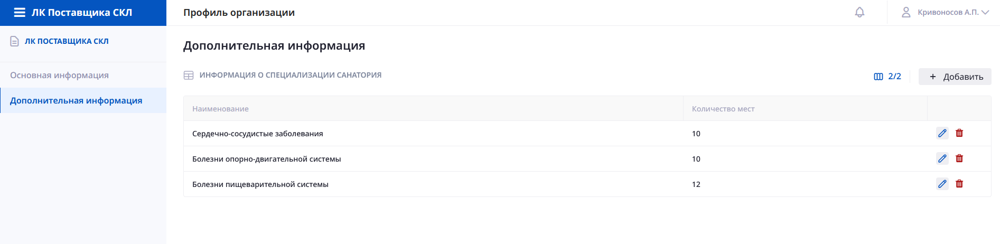 ЛК Поставщика СКЛ
Профиль организации
Кривоносов А.П.
ЛК ПОСТАВЩИКА СКЛ
Основная информация
Дополнительная информация
Дополнительная информация
ИНФОРМАЦИЯ О СПЕЦИАЛИЗАЦИИ САНАТОРИЯ
2/2
+ Добавить
Наименование Количество мест
Сердечно-сосудистые заболевания 10
Болезни опорно-двигательной системы 10
Болезни пищеварительной системы 12